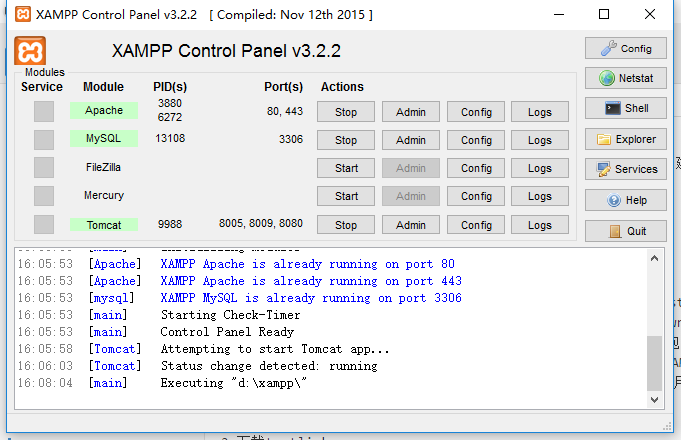 XAMPP Control Panel v3.2.2 [ Compiled: Nov 12th 2015 ]
XAMPP Control Panel v3.2.2
Config
Modules
Service Module PID(s) Port(s) Actions
Netstat
Apache 3880 6272 80, 443 Stop Admin Config Logs
Shell
MySQL 13108 3306 Stop Admin Config Logs
Explorer
FileZilla Start Admin Config Logs
Services
Mercury Start Admin Config Logs
Help
Tomcat 9988 8005, 8009, 8080 Stop Admin Config Logs
Quit
16:05:53 [Apache] XAMPP Apache is already running on port 80
16:05:53 [Apache] XAMPP Apache is already running on port 443
16:05:53 [mysql] XAMPP MySQL is already running on port 3306
16:05:53 [main] Starting Check-Timer
16:05:53 [main] Control Panel Ready
16:05:58 [Tomcat] Attempting to start Tomcat app...
16:06:03 [Tomcat] Status change detected: running
16:08:04 [main] Executing "d:\xampp\"